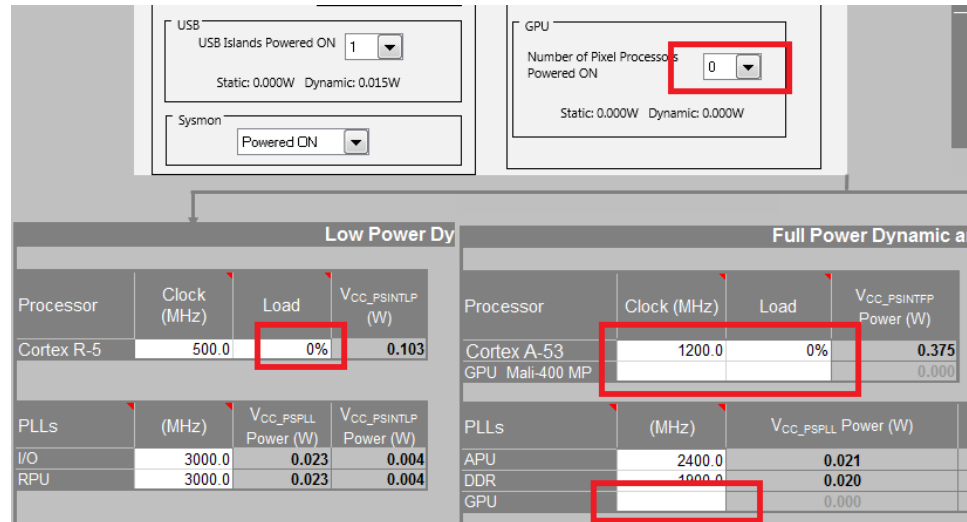 USB
USB Islands Powered ON 1
Static: 0.000W Dynamic: 0.015W
Sysmon
Powered ON
GPU
Number of Pixel Processors
Powered ON
0
Static: 0.000W Dynamic: 0.000W
Low Power Dy
Processor Clock (MHz) Load VCC_PSINTLP (W)
Cortex R-5 500.0 0% 0.103
PLLs (MHz) VCC_PSPLL Power (W) VCC_PSINTLP Power (W)
I/O 3000.0 0.023 0.004
RPU 3000.0 0.023 0.004
Full Power Dynamic a
Processor Clock (MHz) Load VCC_PSINTFP Power (W)
Cortex A-53 1200.0 0% 0.375
GPU Mali-400 MP 0.000
PLLs (MHz) VCC_PSPLL Power (W)
APU 2400.0 0.021
DDR 1900.0 0.020
GPU 0.000